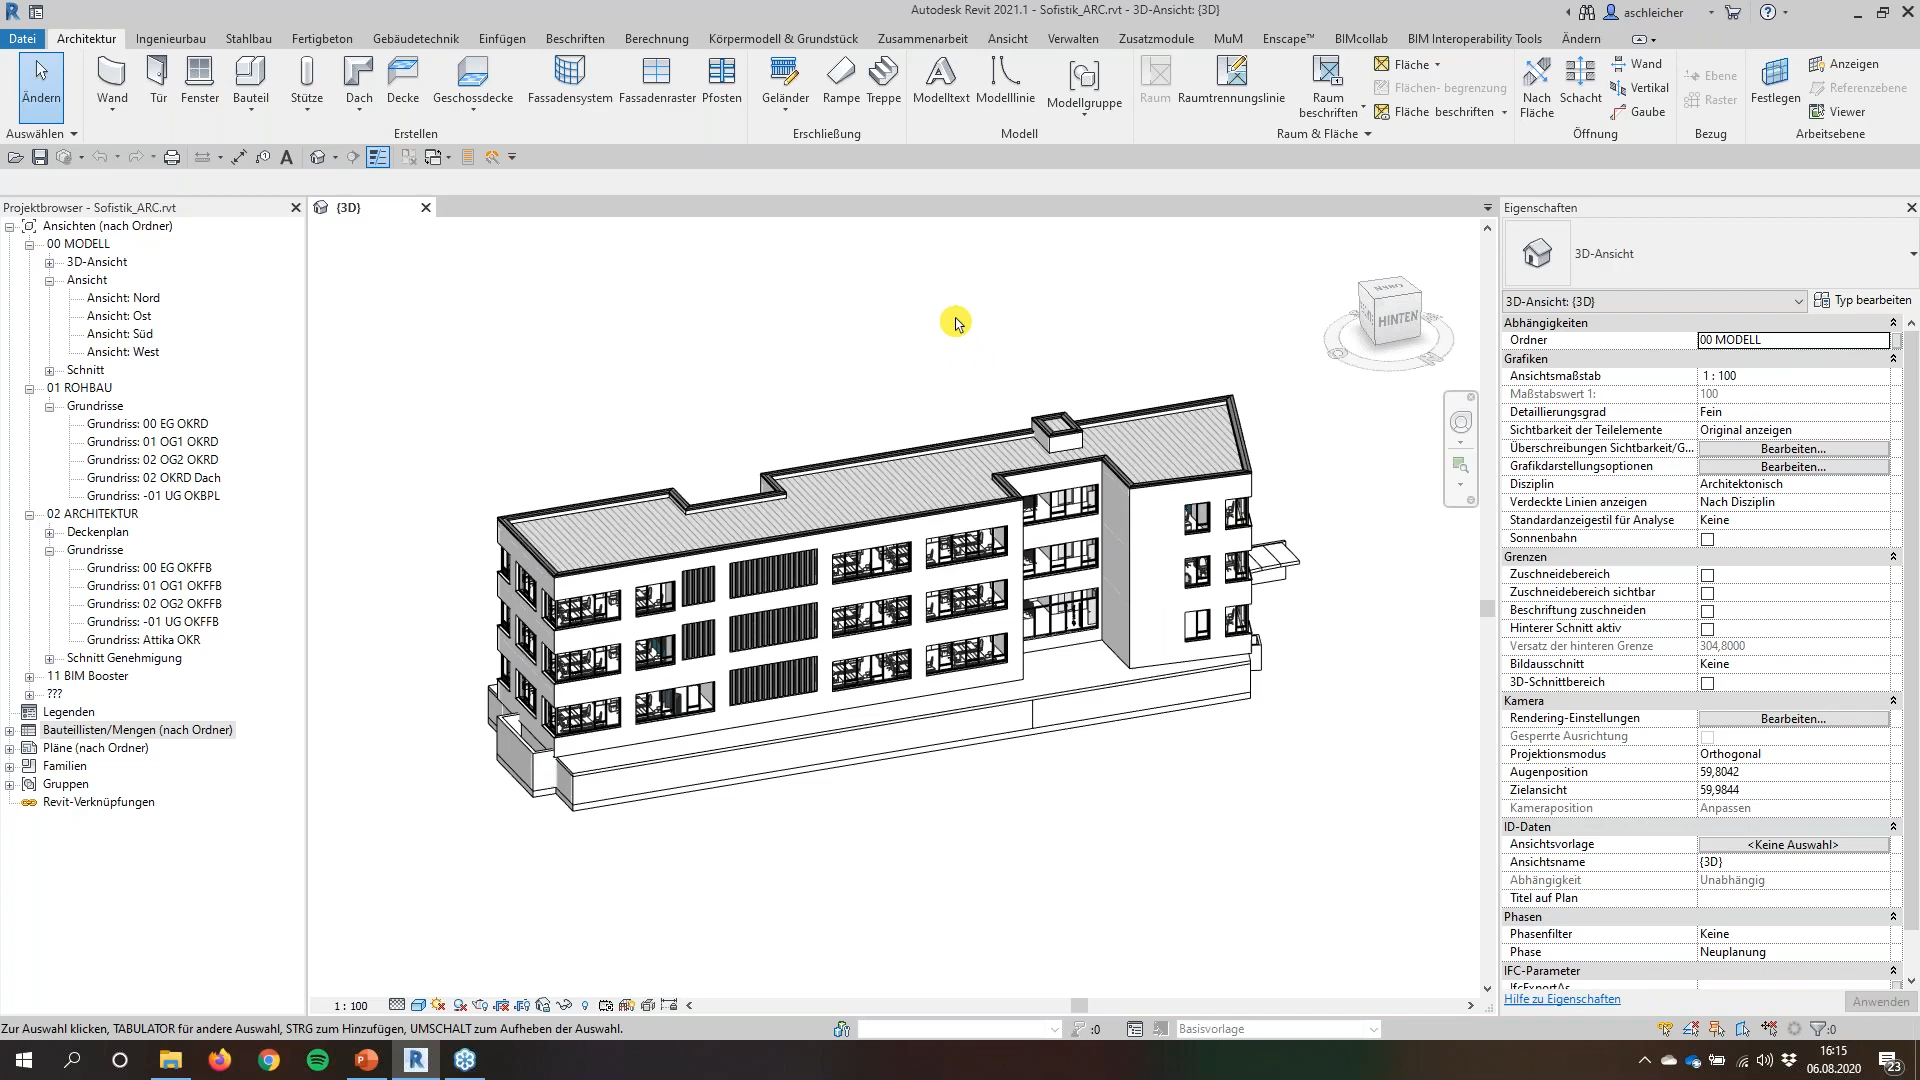 Autodesk Revit 2021.1 - Sofistik_ARC.rvt - 3D-Ansicht: {3D}
aschleicher
Datei Architektur Ingenieurbau Stahlbau Fertigbeton Gebäudetechnik Einfügen Beschriften Berechnung Körpermodell & Grundstück Zusammenarbeit Ansicht Verwalten Zusatzmodule MuM Enscape™ BIMcollab BIM Interoperability Tools Ändern
Ändern Wand Tür Fenster Bauteil Stütze Dach Decke Geschossdecke Fassadensystem Fassadenraster Pfosten Geländer Rampe Treppe Modelltext Modelllinie Modellgruppe Raum Raumtrennungslinie Raum beschriften
Fläche
Flächen- begrenzung
Fläche beschriften
Nach Fläche Schacht
Wand
Vertikal
Gaube
Ebene
Raster
Festlegen
Anzeigen
Referenzebene
Viewer
Auswählen Erstellen Erschließung Modell Raum & Fläche Öffnung Bezug Arbeitsebene
Projektbrowser - Sofistik_ARC.rvt
Ansichten (nach Ordner)
00 MODELL
3D-Ansicht
Ansicht
Ansicht: Nord
Ansicht: Ost
Ansicht: Süd
Ansicht: West
Schnitt
01 ROHBAU
Grundrisse
Grundriss: 00 EG OKRD
Grundriss: 01 OG1 OKRD
Grundriss: 02 OG2 OKRD
Grundriss: 02 OKRD Dach
Grundriss: -01 UG OKBPL
02 ARCHITEKTUR
Deckenplan
Grundrisse
Grundriss: 00 EG OKFFB
Grundriss: 01 OG1 OKFFB
Grundriss: 02 OG2 OKFFB
Grundriss: -01 UG OKFFB
Grundriss: Attika OKR
Schnitt Genehmigung
11 BIM Booster
???
Legenden
Bauteillisten/Mengen (nach Ordner)
Pläne (nach Ordner)
Familien
Gruppen
Revit-Verknüpfungen
{3D}
OBEN
HINTEN
Eigenschaften
3D-Ansicht
3D-Ansicht: {3D} Typ bearbeiten
Abhängigkeiten
Ordner 00 MODELL
Grafiken
Ansichtsmaßstab 1 : 100
Maßstabswert 1: 100
Detaillierungsgrad Fein
Sichtbarkeit der Teilelemente Original anzeigen
Überschreibungen Sichtbarkeit/G... Bearbeiten...
Grafikdarstellungsoptionen Bearbeiten...
Disziplin Architektonisch
Verdeckte Linien anzeigen Nach Disziplin
Standardanzeigestil für Analyse Keine
Sonnenbahn
Grenzen
Zuschneidebereich
Zuschneidebereich sichtbar
Beschriftung zuschneiden
Hinterer Schnitt aktiv
Versatz der hinteren Grenze 304,8000
Bildausschnitt Keine
3D-Schnittbereich
Kamera
Rendering-Einstellungen Bearbeiten...
Gesperrte Ausrichtung
Projektionsmodus Orthogonal
Augenposition 59,8042
Zielansicht 59,9844
Kameraposition Anpassen
ID-Daten
Ansichtsvorlage <Keine Auswahl>
Ansichtsname {3D}
Abhängigkeit Unabhängig
Titel auf Plan
Phasen
Phasenfilter Keine
Phase Neuplanung
IFC-Parameter
IfcExportAs
Hilfe zu Eigenschaften Anwenden
1 : 100
Zur Auswahl klicken, TABULATOR für andere Auswahl, STRG zum Hinzufügen, UMSCHALT zum Aufheben der Auswahl.
:0
Basisvorlage
:0
16:15
06.08.2020
23